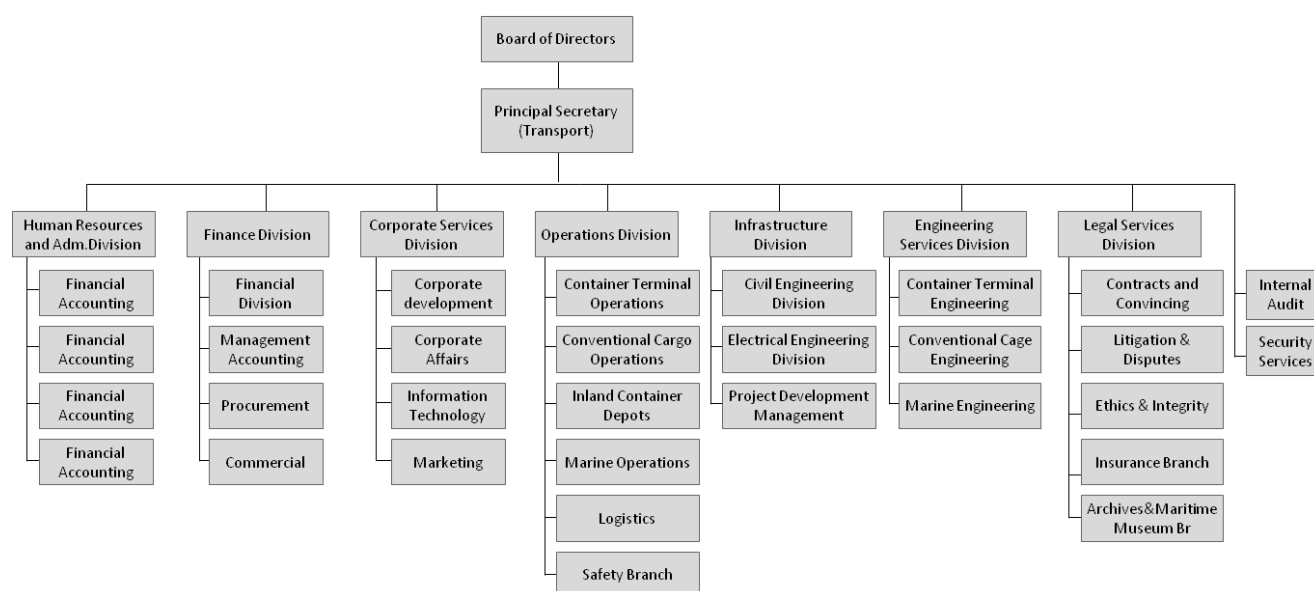 Board of Directors
Principal Secretary
(Transport)
Human Resources
and Adm.Division
Finance Division
Corporate Services
Division
Operations Division
Infrastructure
Division
Engineering
Services Division
Legal Services
Division
Financial
Accounting
Financial
Accounting
Financial
Accounting
Financial
Accounting
Financial
Division
Management
Accounting
Procurement
Commercial
Corporate
development
Corporate
Affairs
Information
Technology
Marketing
Container Terminal
Operations
Conventional Cargo
Operations
Inland Container
Depots
Marine Operations
Logistics
Safety Branch
Civil Engineering
Division
Electrical Engineering
Division
Project Development
Management
Container Terminal
Engineering
Conventional Cage
Engineering
Marine Engineering
Contracts and
Convincing
Litigation &
Disputes
Ethics & Integrity
Insurance Branch
Archives&Maritime
Museum Br
Internal
Audit
Security
Services